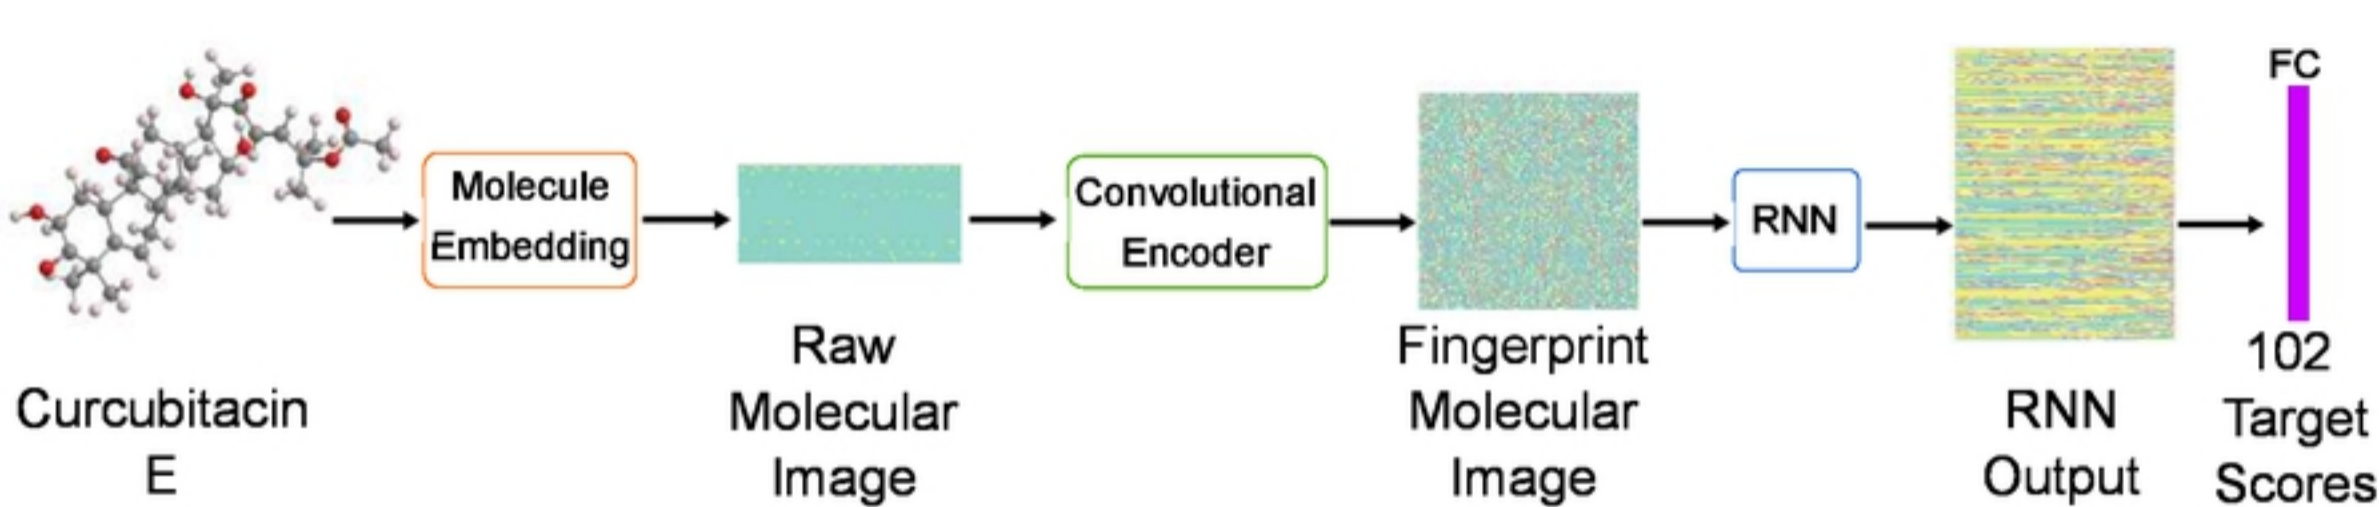 Curcubitacin
E
Molecule
Embedding
Raw
Molecular
Image
Convolutional
Encoder
Fingerprint
Molecular
Image
RNN
RNN
Output
FC
102
Target
Scores